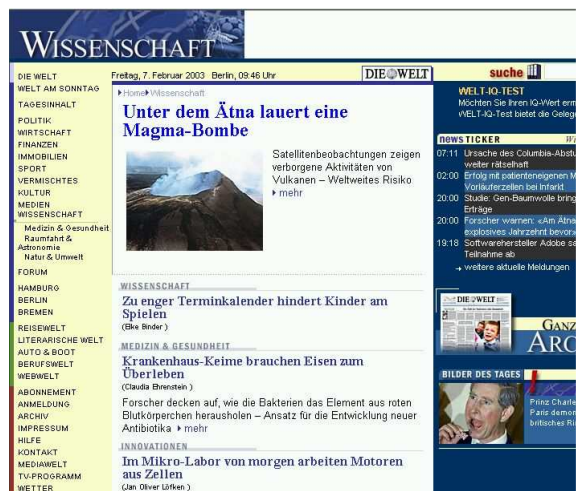 WISSENSCHAFT
Freitag, 7. Februar 2003 Berlin, 09:46 Uhr
DIE WELT
suche
DIE WELT
WELT AM SONNTAG
TAGESINHALT
POLITIK
WIRTSCHAFT
FINANZEN
IMMOBILIEN
SPORT
VERMISCHTES
KULTUR
MEDIEN
WISSENSCHAFT
Medizin & Gesundheit
Raumfahrt &
Astronomie
Natur & Umwelt
FORUM
HAMBURG
BERLIN
BREMEN
REISEWELT
LITERARISCHE WELT
AUTO & BOOT
BERUFSWELT
WEBWELT
ABONNEMENT
ANMELDUNG
ARCHIV
IMPRESSUM
HILFE
KONTAKT
MEDIAWELT
TV-PROGRAMM
WETTER
Home Wissenschaft
Unter dem Ätna lauert eine
Magma-Bombe
Satellitenbeobachtungen zeigen
verborgene Aktivitäten von
Vulkanen – Weltweites Risiko
mehr
WISSENSCHAFT
Zu enger Terminkalender hindert Kinder am
Spielen
(Elke Binder )
MEDIZIN & GESUNDHEIT
Krankenhaus-Keime brauchen Eisen zum
Überleben
(Claudia Ehrenstein )
Forscher decken auf, wie die Bakterien das Element aus roten
Blutkörperchen herausholen – Ansatz für die Entwicklung neuer
Antibiotika mehr
INNOVATIONEN
Im Mikro-Labor von morgen arbeiten Motoren
aus Zellen
(Jan Oliver Löfken )
WELT-IQ-TEST
Möchten Sie Ihren IQ-Wert erm
WELT-IQ-Test bietet die Geleg
news TICKER
07:11 Ursache des Columbia-Abstu
weiter rätselhaft
02:00 Erfolg mit patienteneigenen M
Vorläuferzellen bei Infarkt
20:00 Studie: Gen-Baumwolle bring
Erträge
20:00 Forscher warnen: «Am Ätna
explosives Jahrzehnt bevor»
19:18 Softwarehersteller Adobe sa
Teilnahme ab
weitere aktuelle Meldungen
DIE WELT
GANZ
ARC
BILDER DES TAGES
Prinz Charle
Paris demon
britisches Ri